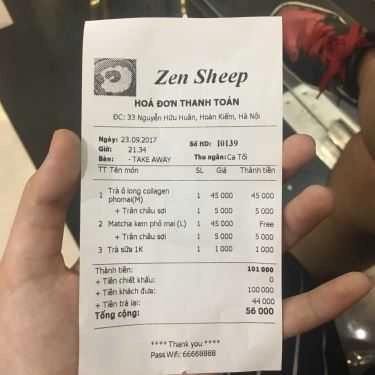 Zen Sheep
HOÁ ĐƠN THANH TOÁN
ĐC: 33 Nguyễn Hữu Huân, Hoàn Kiếm, Hà Nội
Ngày: 23.09.2017 Số HD: 10139
Giờ: 21.34
Bàn: - TAKE AWAY Thu ngân: Ca Tối
TT Tên món SL Giá Thành tiền
1 Trà ô long collagen phomai(M) 1 45 000 45 000
+ Trân châu sợi 1 5 000 5 000
2 Matcha kem phô mai (L) 1 45 000 Free
+ Trân châu sợi 1 5 000 5 000
3 Trà sữa 1K 1 1 000 1 000
Thành tiền: 101 000
+ Tiền chiết khấu: 0
+ Tiền khách đưa: 100 000
+ Tiền trả lại: 44 000
Tổng cộng: 56 000
**** Thank you ****
Pass Wifi: 66668888